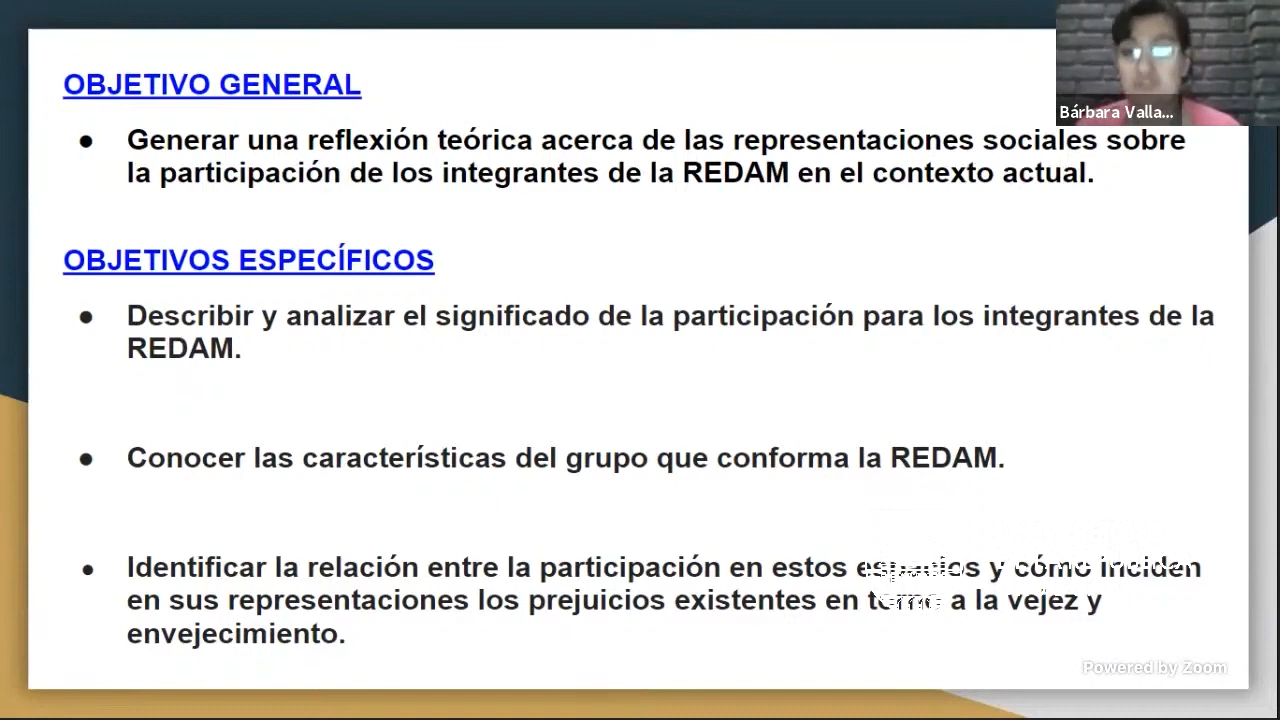 OBJETIVO GENERAL
● Generar una reflexión teórica acerca de las representaciones sociales sobre
la participación de los integrantes de la REDAM en el contexto actual.
OBJETIVOS ESPECÍFICOS
● Describir y analizar el significado de la participación para los integrantes de la
REDAM.
● Conocer las características del grupo que conforma la REDAM.
● Identificar la relación entre la participación en estos y cómo inciden
en sus representaciones los prejuicios existentes en a la vejez y
envejecimiento.
Bárbara Valla...
Powered by Zoom